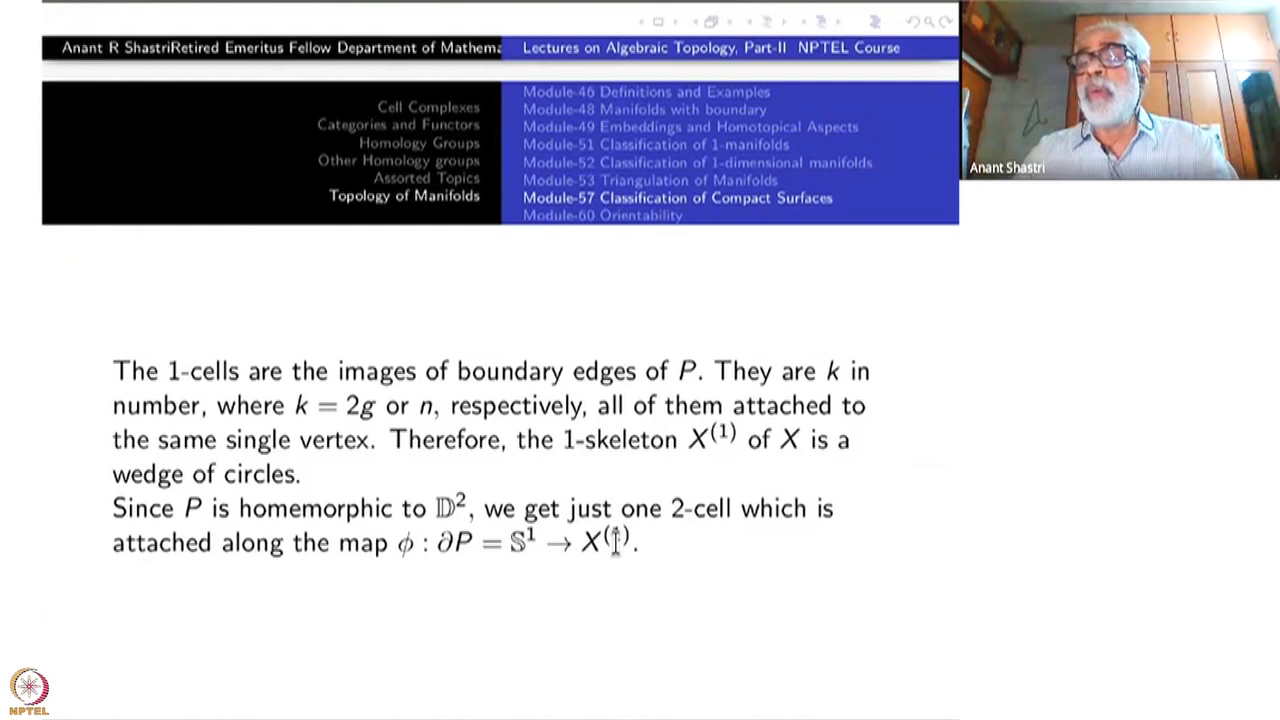 Anant R ShastriRetired Emeritus Fellow Department of Mathema
Lectures on Algebraic Topology, Part-II NPTEL Course
Cell Complexes
Categories and Functors
Homology Groups
Other Homology groups
Assorted Topics
Topology of Manifolds
Module-46 Definitions and Examples
Module-48 Manifolds with boundary
Module-49 Embeddings and Homotopical Aspects
Module-51 Classification of 1-manifolds
Module-52 Classification of 1-dimensional manifolds
Module-53 Triangulation of Manifolds
Module-57 Classification of Compact Surfaces
Module-60 Orientability
Anant Shastri
The 1-cells are the images of boundary edges of P. They are k in
number, where k = 2g or n, respectively, all of them attached to
the same single vertex. Therefore, the 1-skeleton X⁽¹⁾ of X is a
wedge of circles.
Since P is homemorphic to 𝔻², we get just one 2-cell which is
attached along the map ϕ : ∂P = 𝕊¹ → X⁽¹⁾.
NPTEL